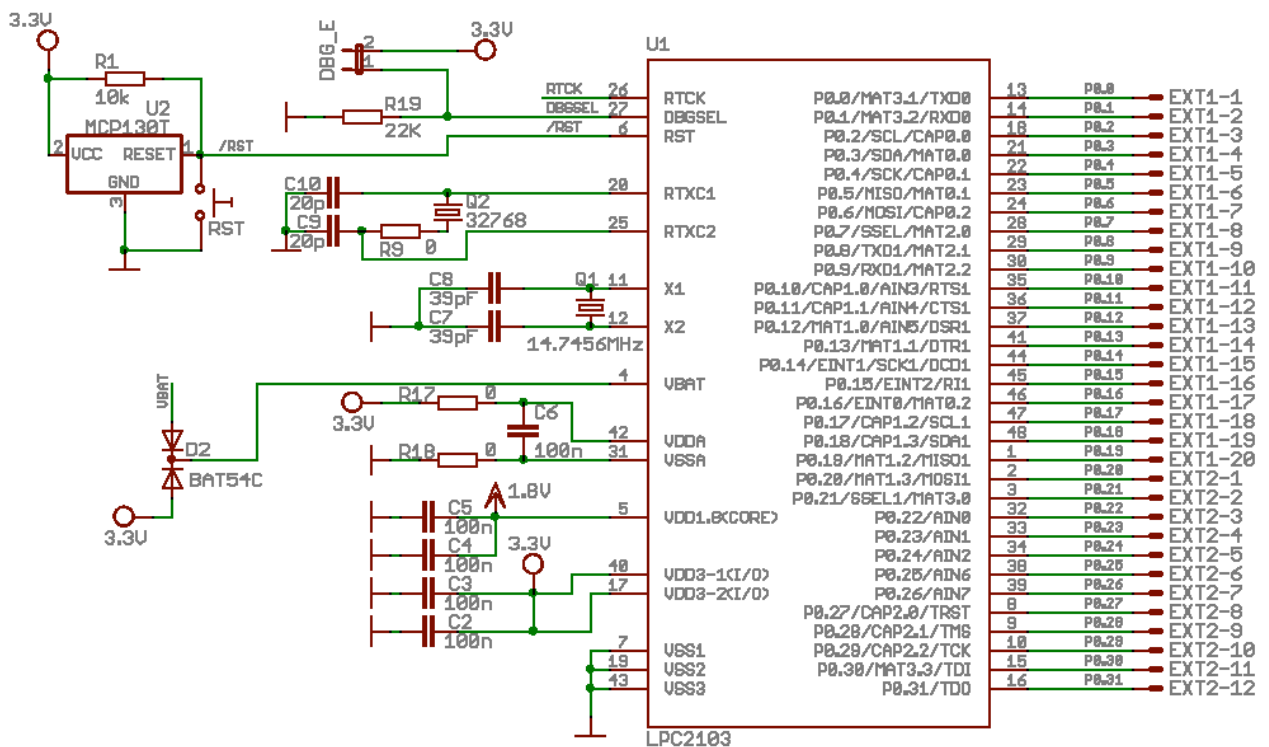 3.3V
R1
10k
U2
MCP130T
2 VCC RESET 1
GND
3
/RST
RST
DBG_E
2
1
3.3V
R19
22K
RTCK
DBGSEL
/RST
C10
20p
C9
20p
R9 0
Q2
32768
C8
39pF
C7
39pF
Q1
14.7456MHz
VBAT
D2
BAT54C
3.3V
R17 0
3.3V
C6
100n
R18 0
1.8V
C5
100n
C4
100n
3.3V
C3
100n
C2
100n
U1
26 RTCK
27 DBGSEL
6 RST
20 RTXC1
25 RTXC2
11 X1
12 X2
4 VBAT
42 VDDA
31 VSSA
5 VDD1.8(CORE)
40 VDD3-1(I/O)
17 VDD3-2(I/O)
7 VSS1
19 VSS2
43 VSS3
P0.0/MAT3.1/TXD0 13 P0.0 EXT1-1
P0.1/MAT3.2/RXD0 14 P0.1 EXT1-2
P0.2/SCL/CAP0.0 18 P0.2 EXT1-3
P0.3/SDA/MAT0.0 21 P0.3 EXT1-4
P0.4/SCK/CAP0.1 22 P0.4 EXT1-5
P0.5/MISO/MAT0.1 23 P0.5 EXT1-6
P0.6/MOSI/CAP0.2 24 P0.6 EXT1-7
P0.7/SSEL/MAT2.0 28 P0.7 EXT1-8
P0.8/TXD1/MAT2.1 29 P0.8 EXT1-9
P0.9/RXD1/MAT2.2 30 P0.9 EXT1-10
P0.10/CAP1.0/AIN3/RTS1 35 P0.10 EXT1-11
P0.11/CAP1.1/AIN4/CTS1 36 P0.11 EXT1-12
P0.12/MAT1.0/AIN5/DSR1 37 P0.12 EXT1-13
P0.13/MAT1.1/DTR1 41 P0.13 EXT1-14
P0.14/EINT1/SCK1/DCD1 44 P0.14 EXT1-15
P0.15/EINT2/RI1 45 P0.15 EXT1-16
P0.16/EINT0/MAT0.2 46 P0.16 EXT1-17
P0.17/CAP1.2/SCL1 47 P0.17 EXT1-18
P0.18/CAP1.3/SDA1 48 P0.18 EXT1-19
P0.19/MAT1.2/MISO1 1 P0.19 EXT1-20
P0.20/MAT1.3/MOSI1 2 P0.20 EXT2-1
P0.21/SSEL1/MAT3.0 3 P0.21 EXT2-2
P0.22/AIN0 32 P0.22 EXT2-3
P0.23/AIN1 33 P0.23 EXT2-4
P0.24/AIN2 34 P0.24 EXT2-5
P0.25/AIN6 38 P0.25 EXT2-6
P0.26/AIN7 39 P0.26 EXT2-7
P0.27/CAP2.0/TRST 8 P0.27 EXT2-8
P0.28/CAP2.1/TMS 9 P0.28 EXT2-9
P0.29/CAP2.2/TCK 10 P0.29 EXT2-10
P0.30/MAT3.3/TDI 15 P0.30 EXT2-11
P0.31/TDO 16 P0.31 EXT2-12
LPC2103